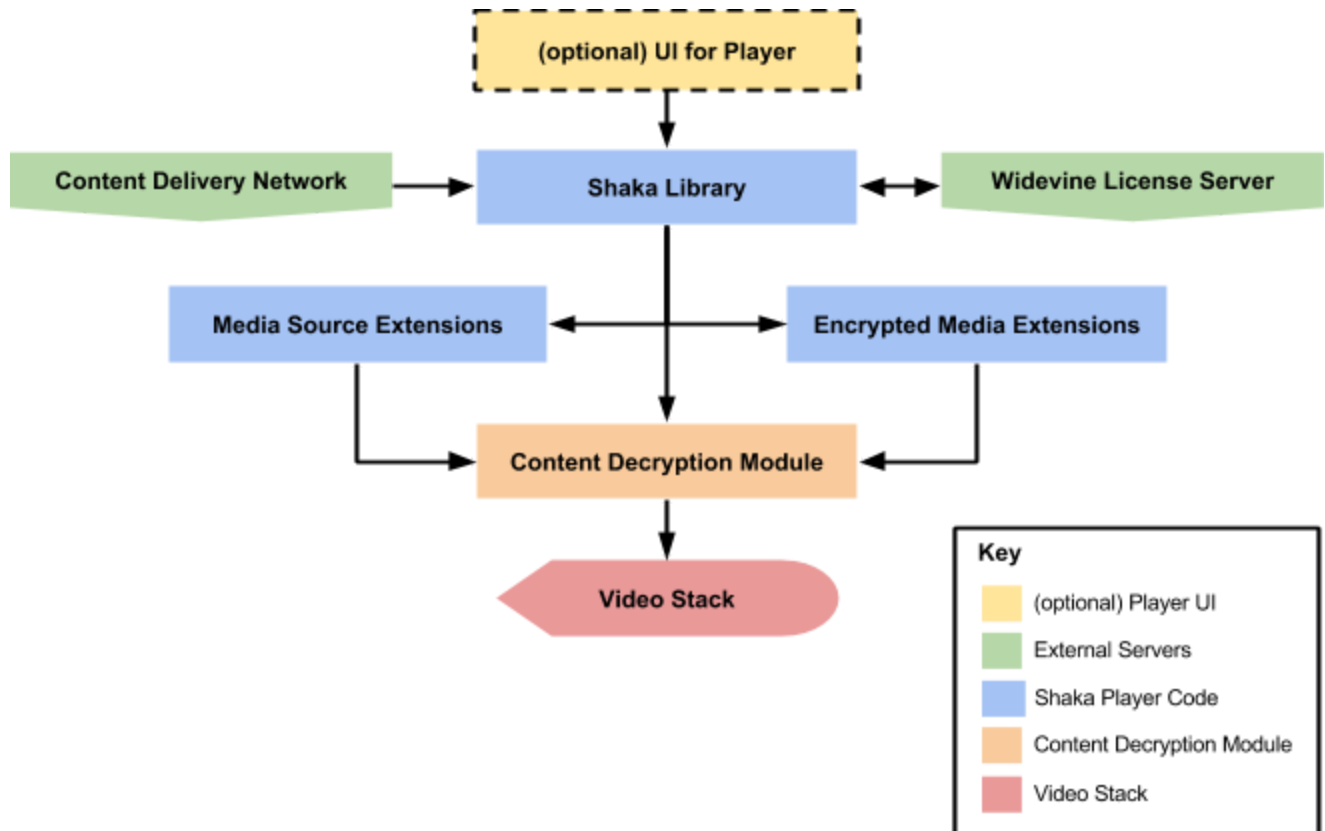 (optional) UI for Player
Content Delivery Network
Shaka Library
Widevine License Server
Media Source Extensions
Encrypted Media Extensions
Content Decryption Module
Video Stack
Key
(optional) Player UI
External Servers
Shaka Player Code
Content Decryption Module
Video Stack